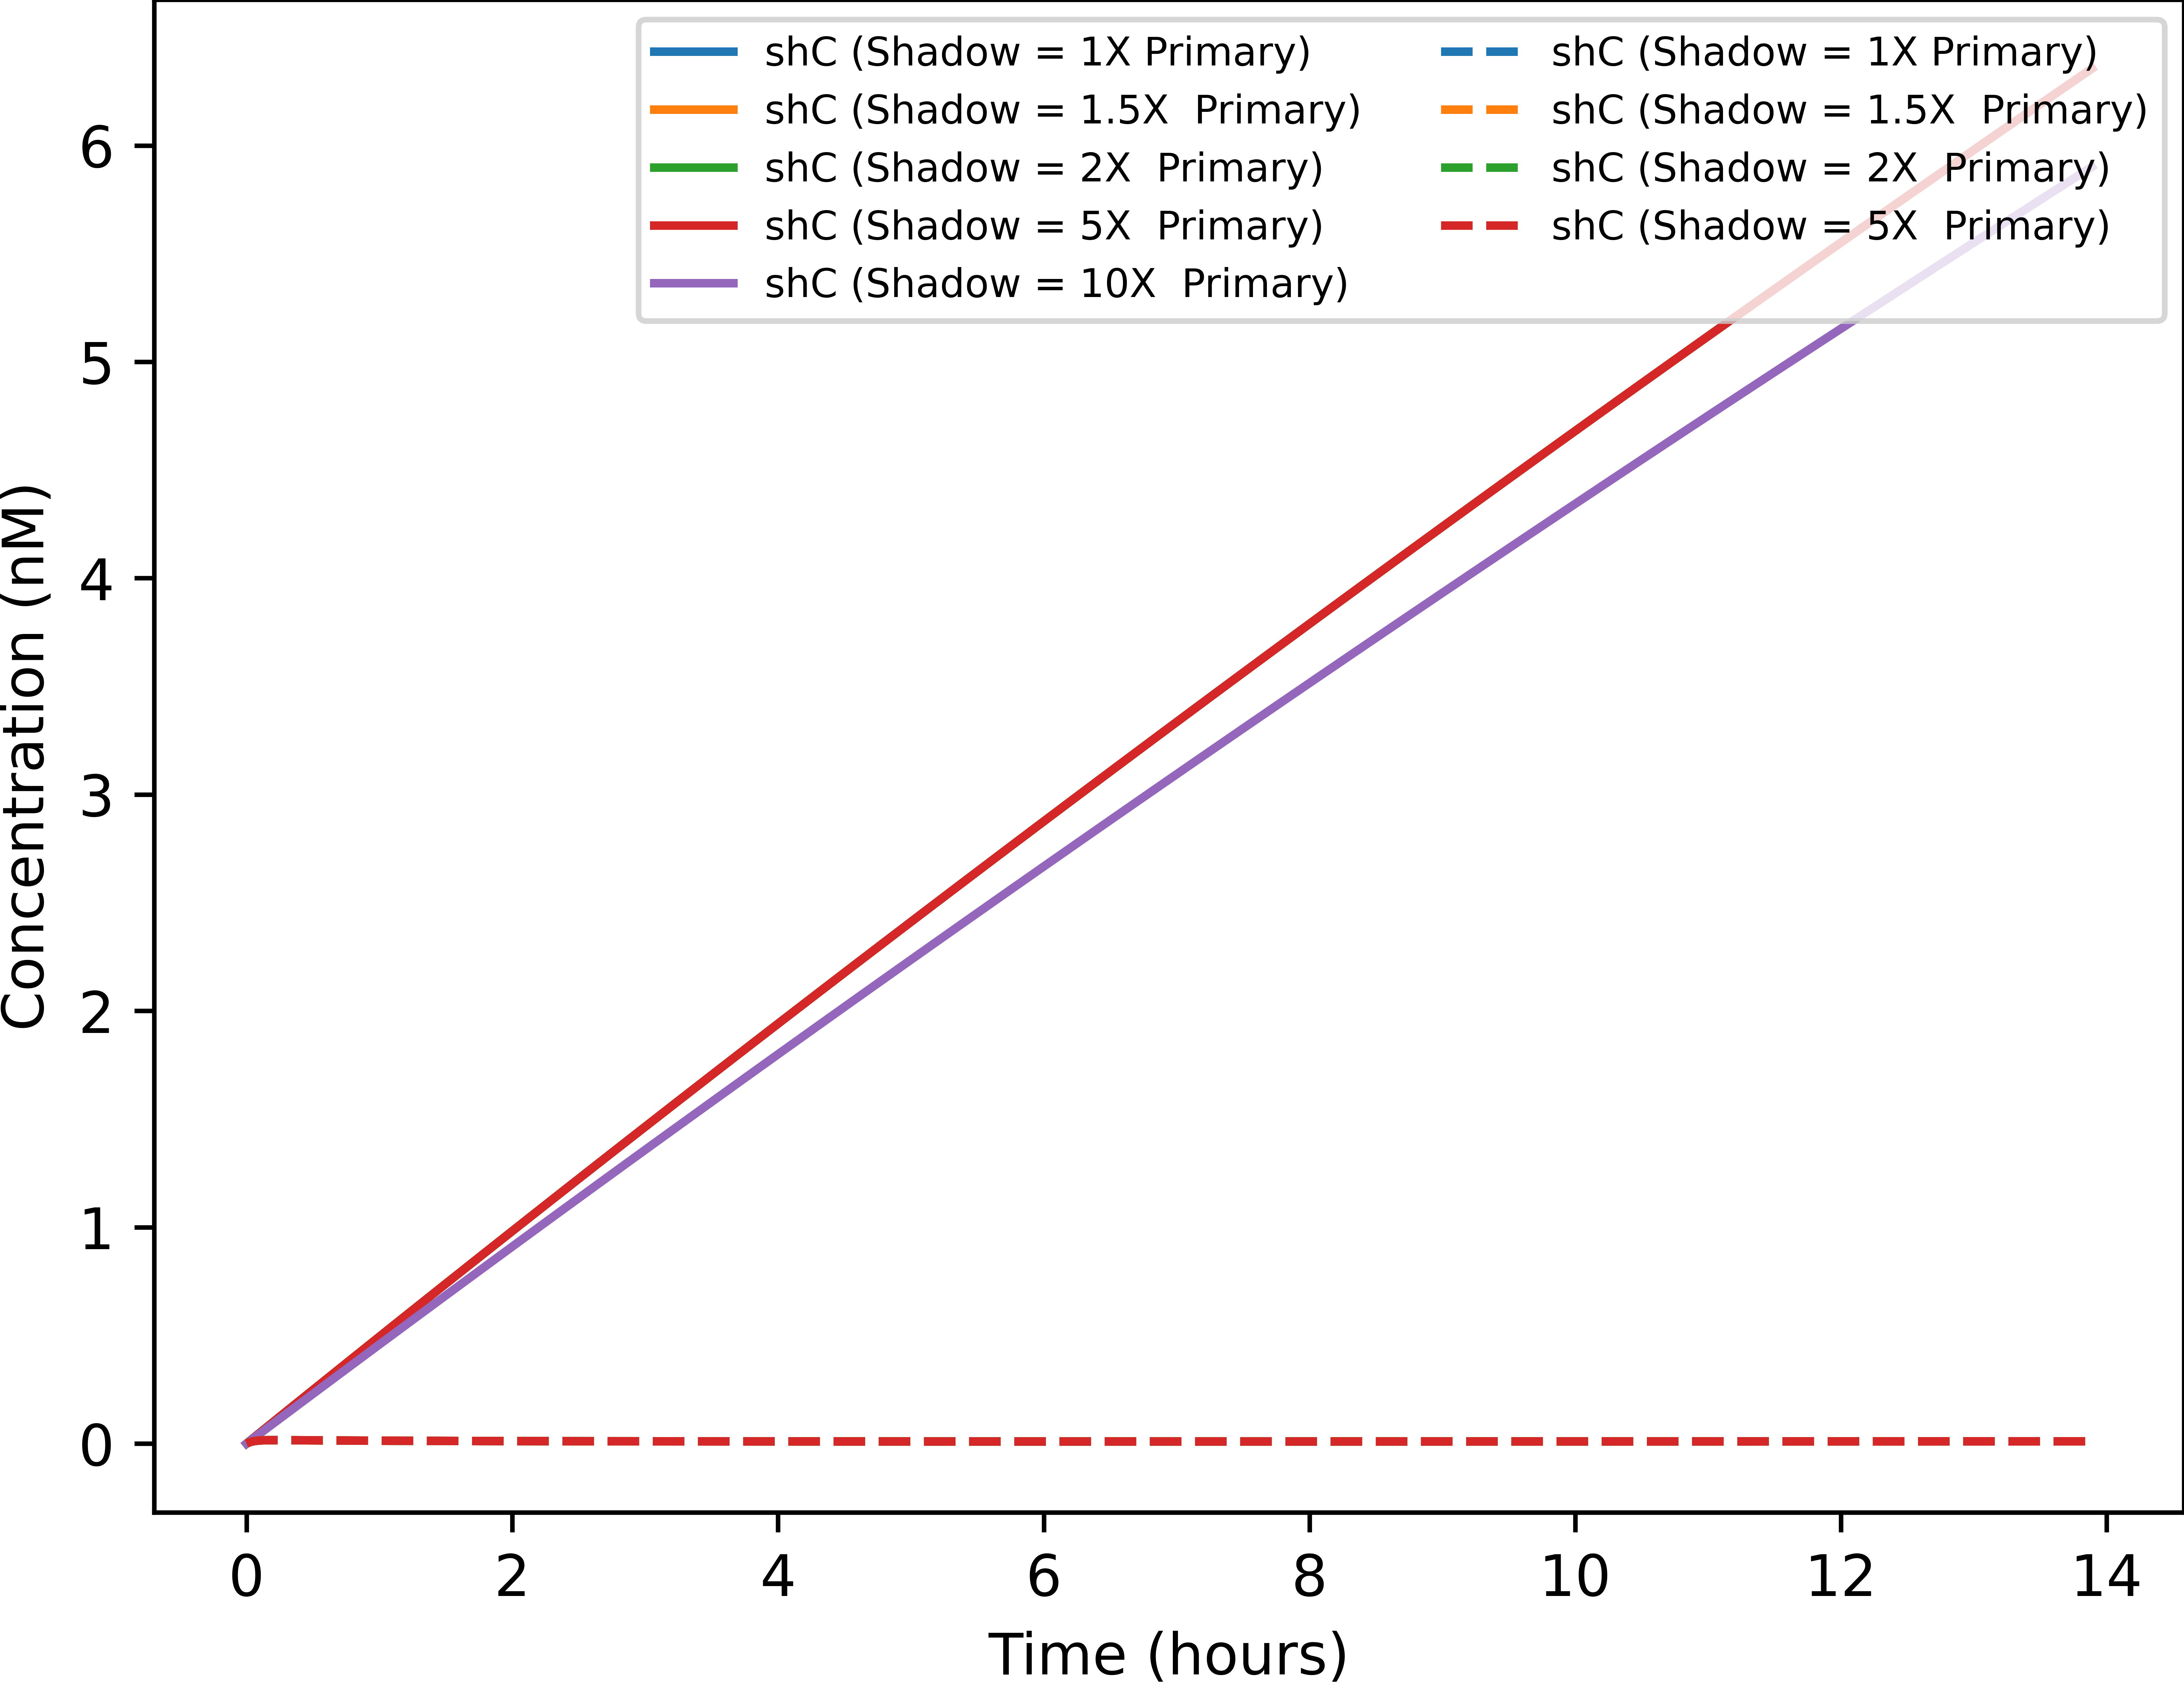 shC (Shadow = 1X Primary)
shC (Shadow = 1.5X  Primary)
shC (Shadow = 2X  Primary)
shC (Shadow = 5X  Primary)
shC (Shadow = 10X  Primary)
shC (Shadow = 1X Primary)
shC (Shadow = 1.5X  Primary)
shC (Shadow = 2X  Primary)
shC (Shadow = 5X  Primary)
Concentration (nM)
6
5
4
3
2
1
0
0 2 4 6 8 10 12 14
Time (hours)